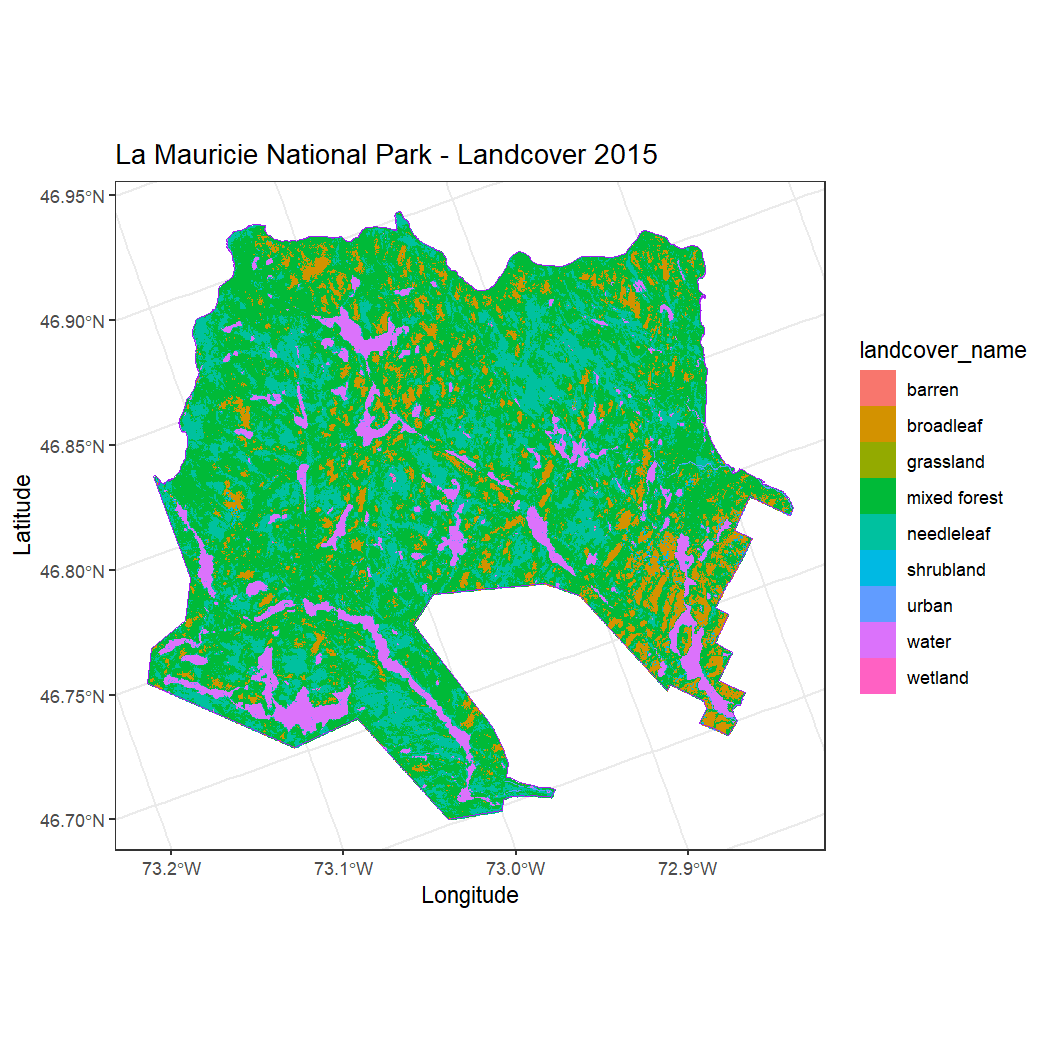 La Mauricie National Park - Landcover 2015
46.95°N
46.90°N
46.85°N
46.80°N
46.75°N
46.70°N
Latitude
73.2°W
73.1°W
73.0°W
72.9°W
Longitude
landcover_name
barren
broadleaf
grassland
mixed forest
needleleaf
shrubland
urban
water
wetland